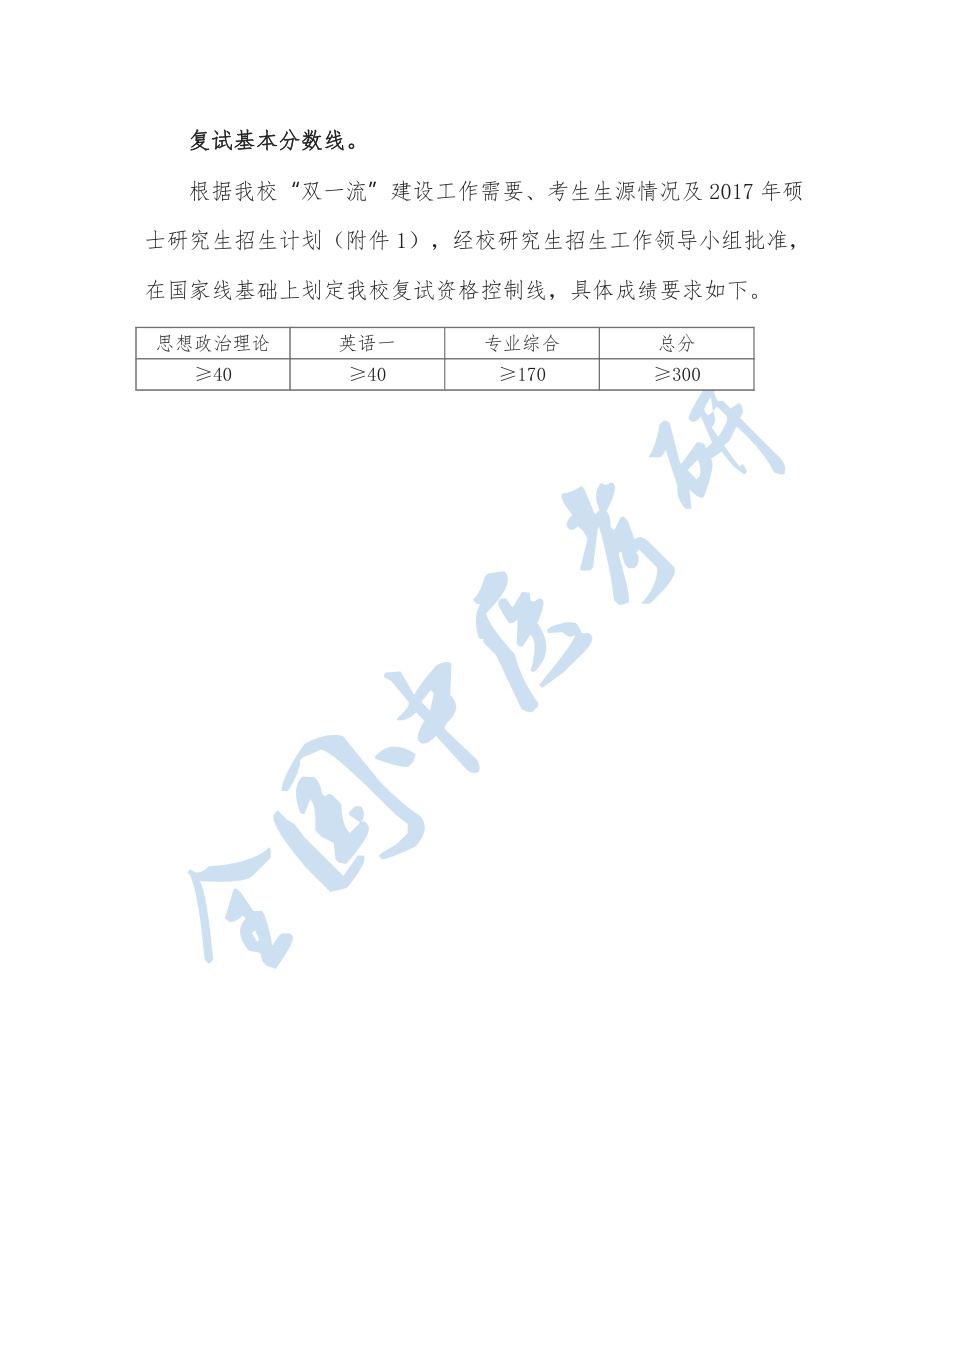 复试基本分数线。
根据我校“双一流”建设工作需要、考生生源情况及 2017 年硕
士研究生招生计划（附件 1），经校研究生招生工作领导小组批准，
在国家线基础上划定我校复试资格控制线，具体成绩要求如下。
思想政治理论 英语一 专业综合 总分
≥40 ≥40 ≥170 ≥300
全国中医考研